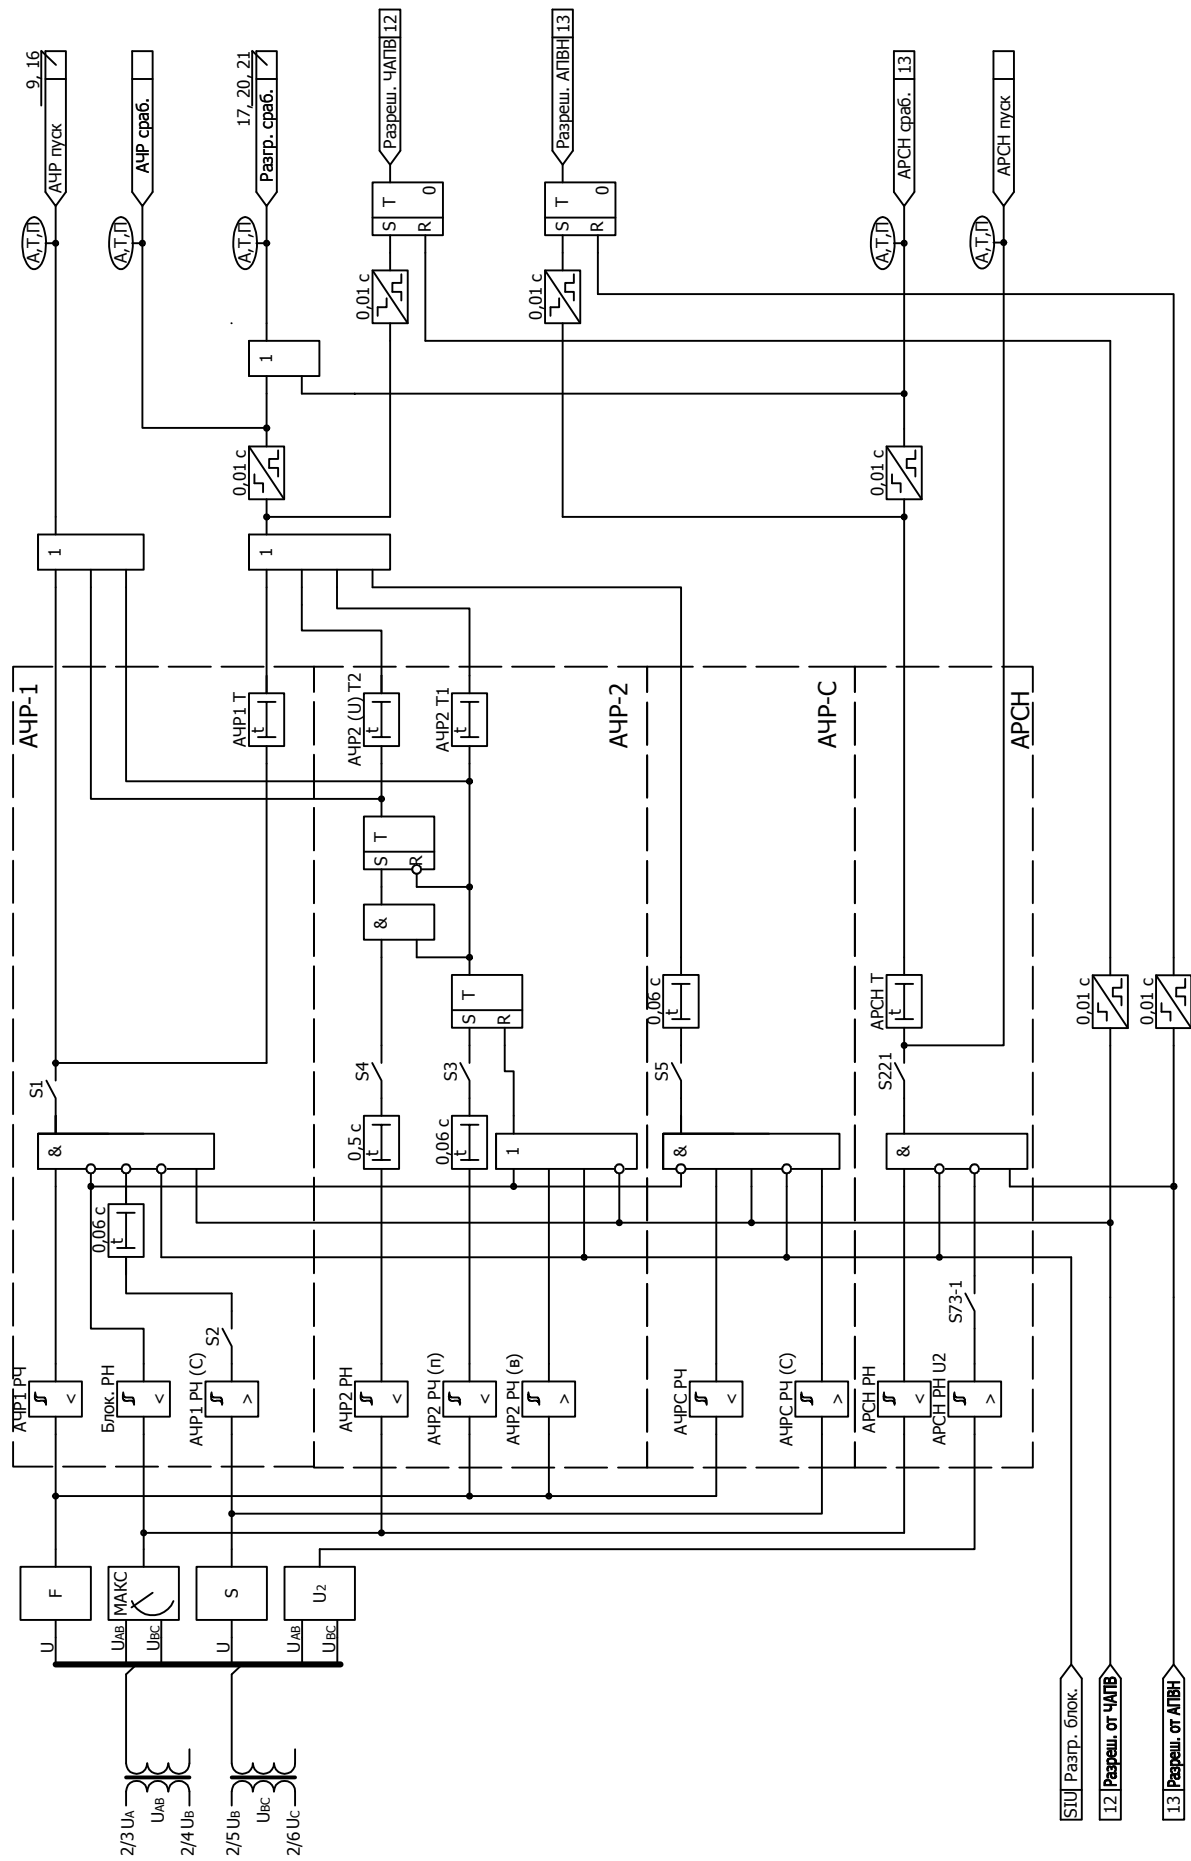 2/3 UA
UAB
2/4 UB
2/5 UB
UBC
2/6 UC
U
F
UAB
UBC
МАКС
U
S
UAB
UBC
U2
АЧР-1
АЧР1 РЧ
<
Блок. РН
<
АЧР1 РЧ (С)
>
S2
0,06 с
t
&
S1
АЧР1 Т
t
АЧР-2
АЧР2 РН
<
АЧР2 РЧ (п)
<
АЧР2 РЧ (в)
>
0,5 с
t
S4
0,06 с
t
S3
1
S T
R
&
S T
R
АЧР2 (U) T2
t
АЧР2 T1
t
АЧР-С
АЧРС РЧ
<
АЧРС РЧ (С)
>
&
S5
0,06 с
t
АРСН
АРСН РН
<
АРСН РН U2
>
S73-1
&
S221
АРСН Т
t
1
1
0,01 с
1
0,01 с
0,01 с
0,01 с
0,01 с
0,01 с
S T
R 0
S T
R 0
А,Т,П
АЧР пуск
9, 16
А,Т,П
АЧР сраб.
А,Т,П
Разгр. сраб.
17, 20, 21
Разреш. ЧАПВ 12
Разреш. АПВН 13
А,Т,П
АРСН сраб. 13
А,Т,П
АРСН пуск
SIU Разгр. блок.
12 Разреш. от ЧАПВ
13 Разреш. от АПВН